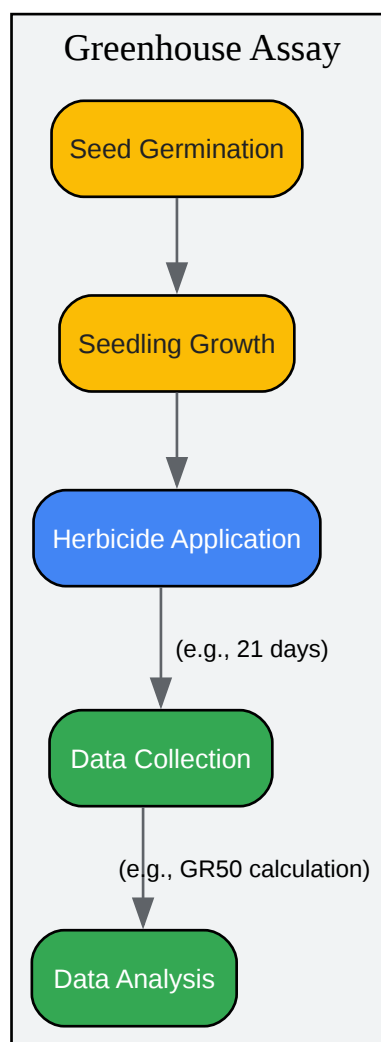 Greenhouse Assay
Seed Germination
Seedling Growth
Herbicide Application
(e.g., 21 days)
Data Collection
(e.g., GR50 calculation)
Data Analysis